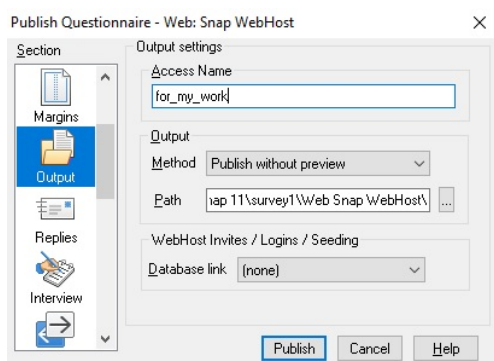 Publish Questionnaire - Web: Snap WebHost
Section
Margins
Output
Replies
Interview
Output settings
Access Name
for_my_work
Output
Method Publish without preview
Path ap 11\survey1\Web Snap WebHost\ ...
WebHost Invites / Logins / Seeding
Database link (none)
Publish Cancel Help